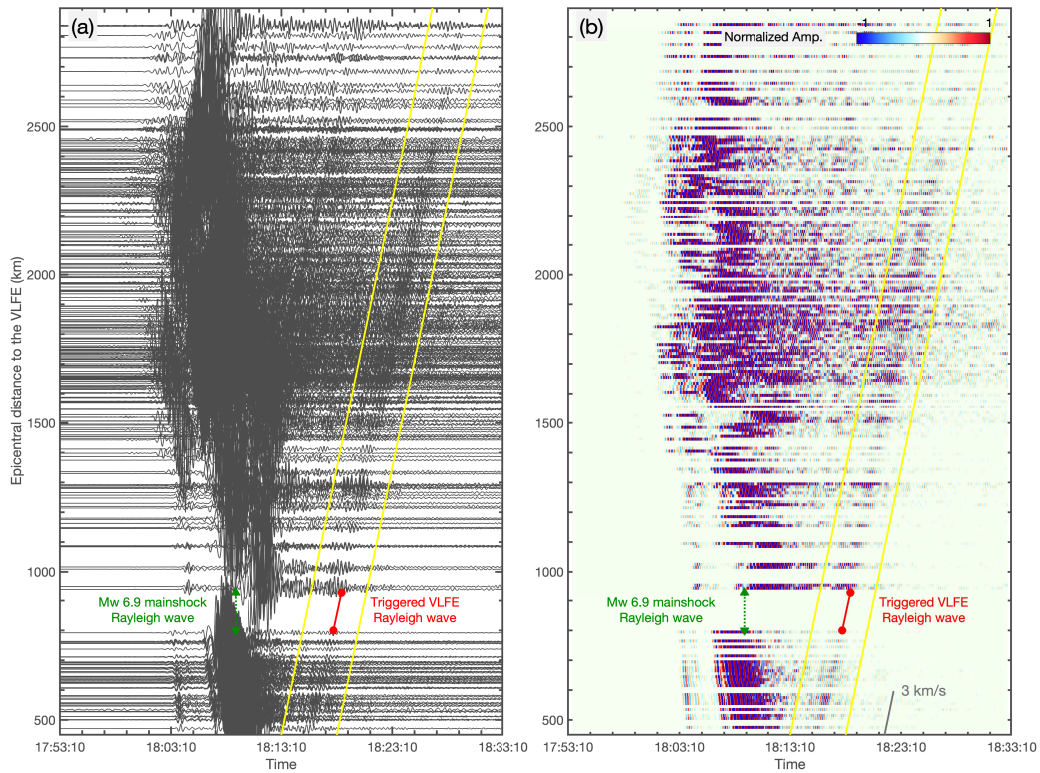 (a)
(b)
-1
1
Normalized Amp.
Epicentral distance to the VLFE (km)
2500
2000
1500
1000
500
Mw 6.9 mainshock
Rayleigh wave
Triggered VLFE
Rayleigh wave
17:53:10
18:03:10
18:13:10
18:23:10
18:33:10
Time
2500
2000
1500
1000
500
Mw 6.9 mainshock
Rayleigh wave
Triggered VLFE
Rayleigh wave
3 km/s
17:53:10
18:03:10
18:13:10
18:23:10
18:33:10
Time